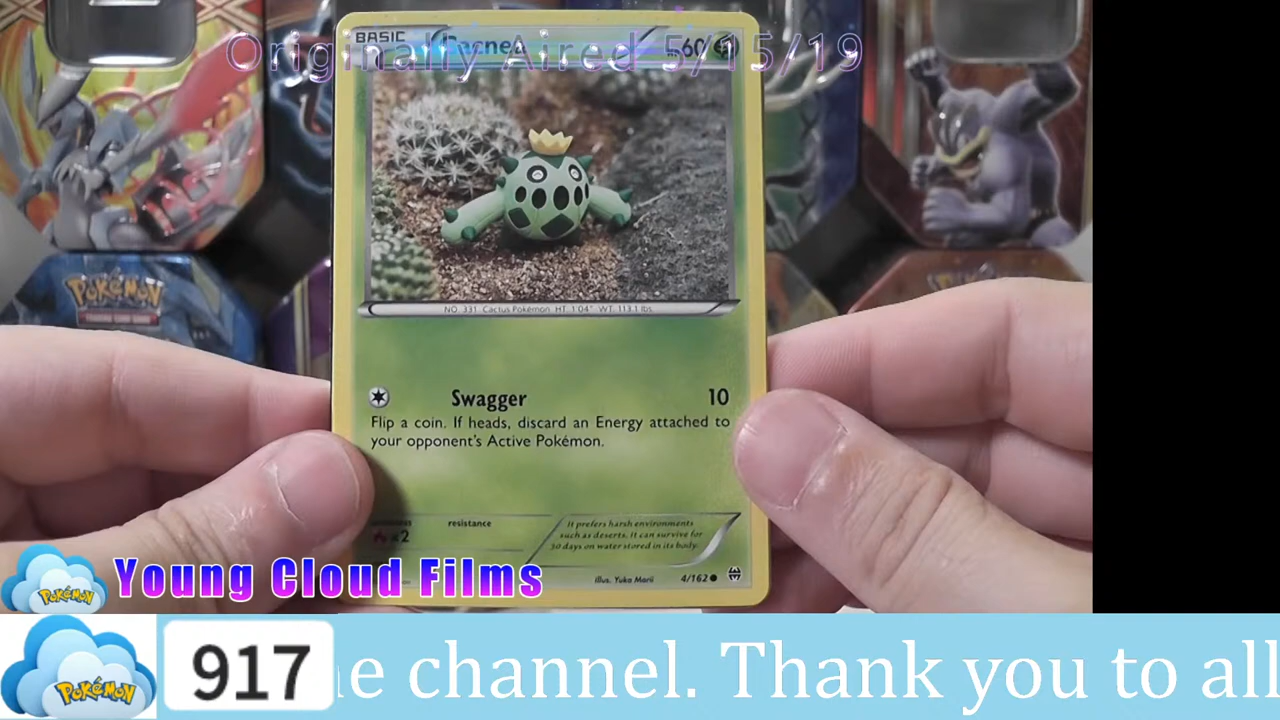 Originally Aired 5/15/19
BASIC Cacnea 60
POKéMON
NO. 331 Cactus Pokémon HT. 1'04" WT. 113.1 lbs.
Swagger 10
Flip a coin. If heads, discard an Energy attached to
your opponent's Active Pokémon.
resistance
×2
It prefers harsh environments
such as deserts. It can survive for
30 days on water stored in its body.
illus. Yuka Morii 4/162
POKéMON Young Cloud Films
POKéMON 917 e channel. Thank you to all